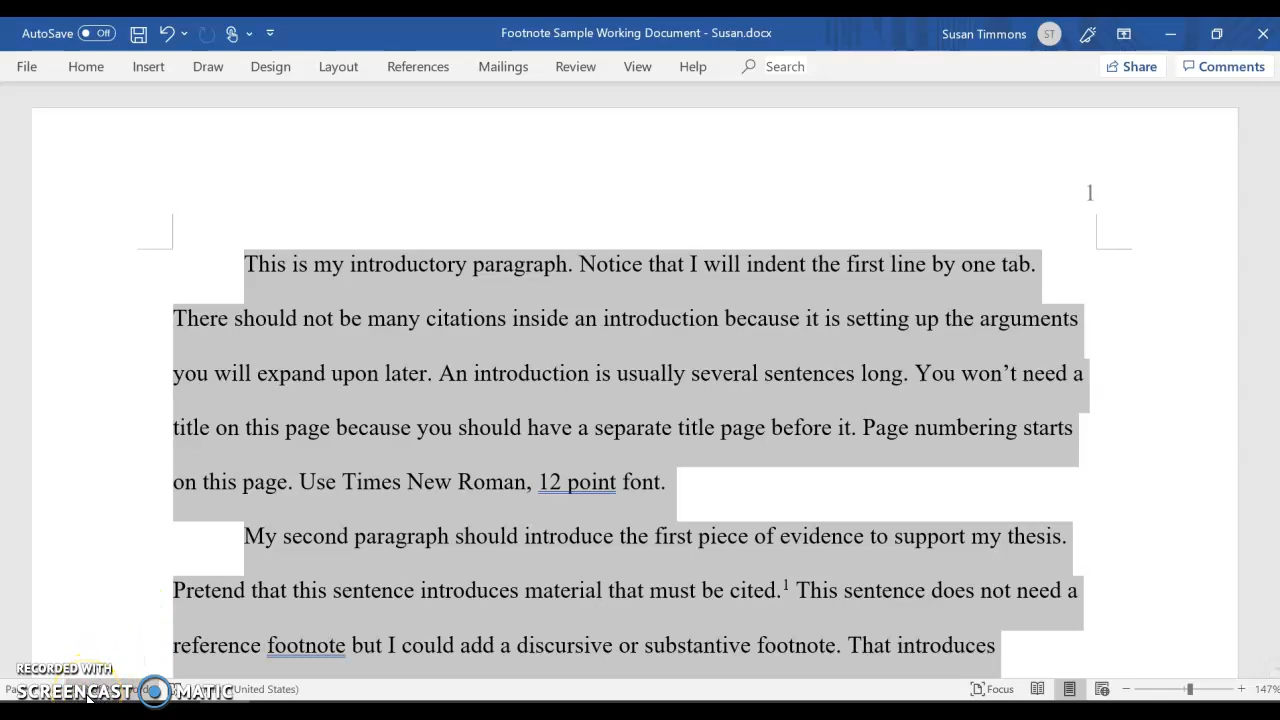 AutoSave Off Footnote Sample Working Document - Susan.docx Susan Timmons ST
File Home Insert Draw Design Layout References Mailings Review View Help Search Share Comments
1
This is my introductory paragraph. Notice that I will indent the first line by one tab.
There should not be many citations inside an introduction because it is setting up the arguments
you will expand upon later. An introduction is usually several sentences long. You won’t need a
title on this page because you should have a separate title page before it. Page numbering starts
on this page. Use Times New Roman, 12 point font.
My second paragraph should introduce the first piece of evidence to support my thesis.
Pretend that this sentence introduces material that must be cited.¹ This sentence does not need a
reference footnote but I could add a discursive or substantive footnote. That introduces
RECORDED WITH
SCREENCAST MATIC
United States) Focus 147%